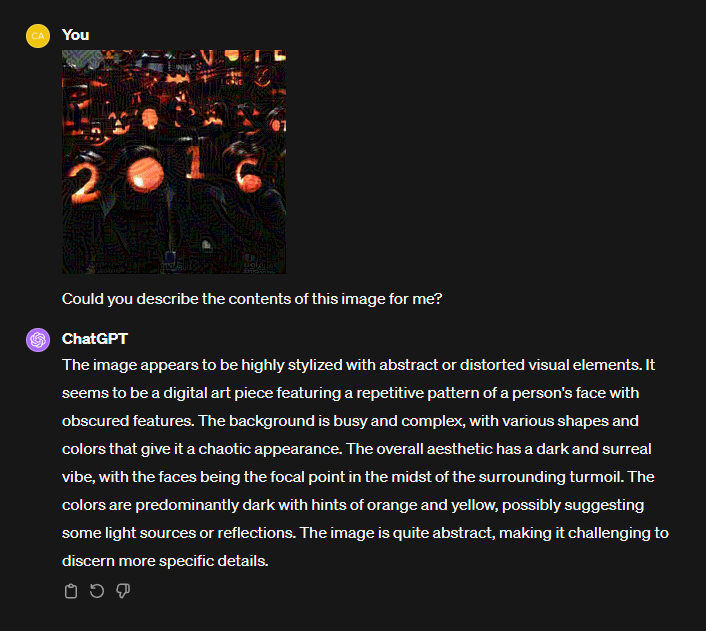 CA
You
2016
Could you describe the contents of this image for me?
ChatGPT
The image appears to be highly stylized with abstract or distorted visual elements. It
seems to be a digital art piece featuring a repetitive pattern of a person's face with
obscured features. The background is busy and complex, with various shapes and
colors that give it a chaotic appearance. The overall aesthetic has a dark and surreal
vibe, with the faces being the focal point in the midst of the surrounding turmoil. The
colors are predominantly dark with hints of orange and yellow, possibly suggesting
some light sources or reflections. The image is quite abstract, making it challenging to
discern more specific details.